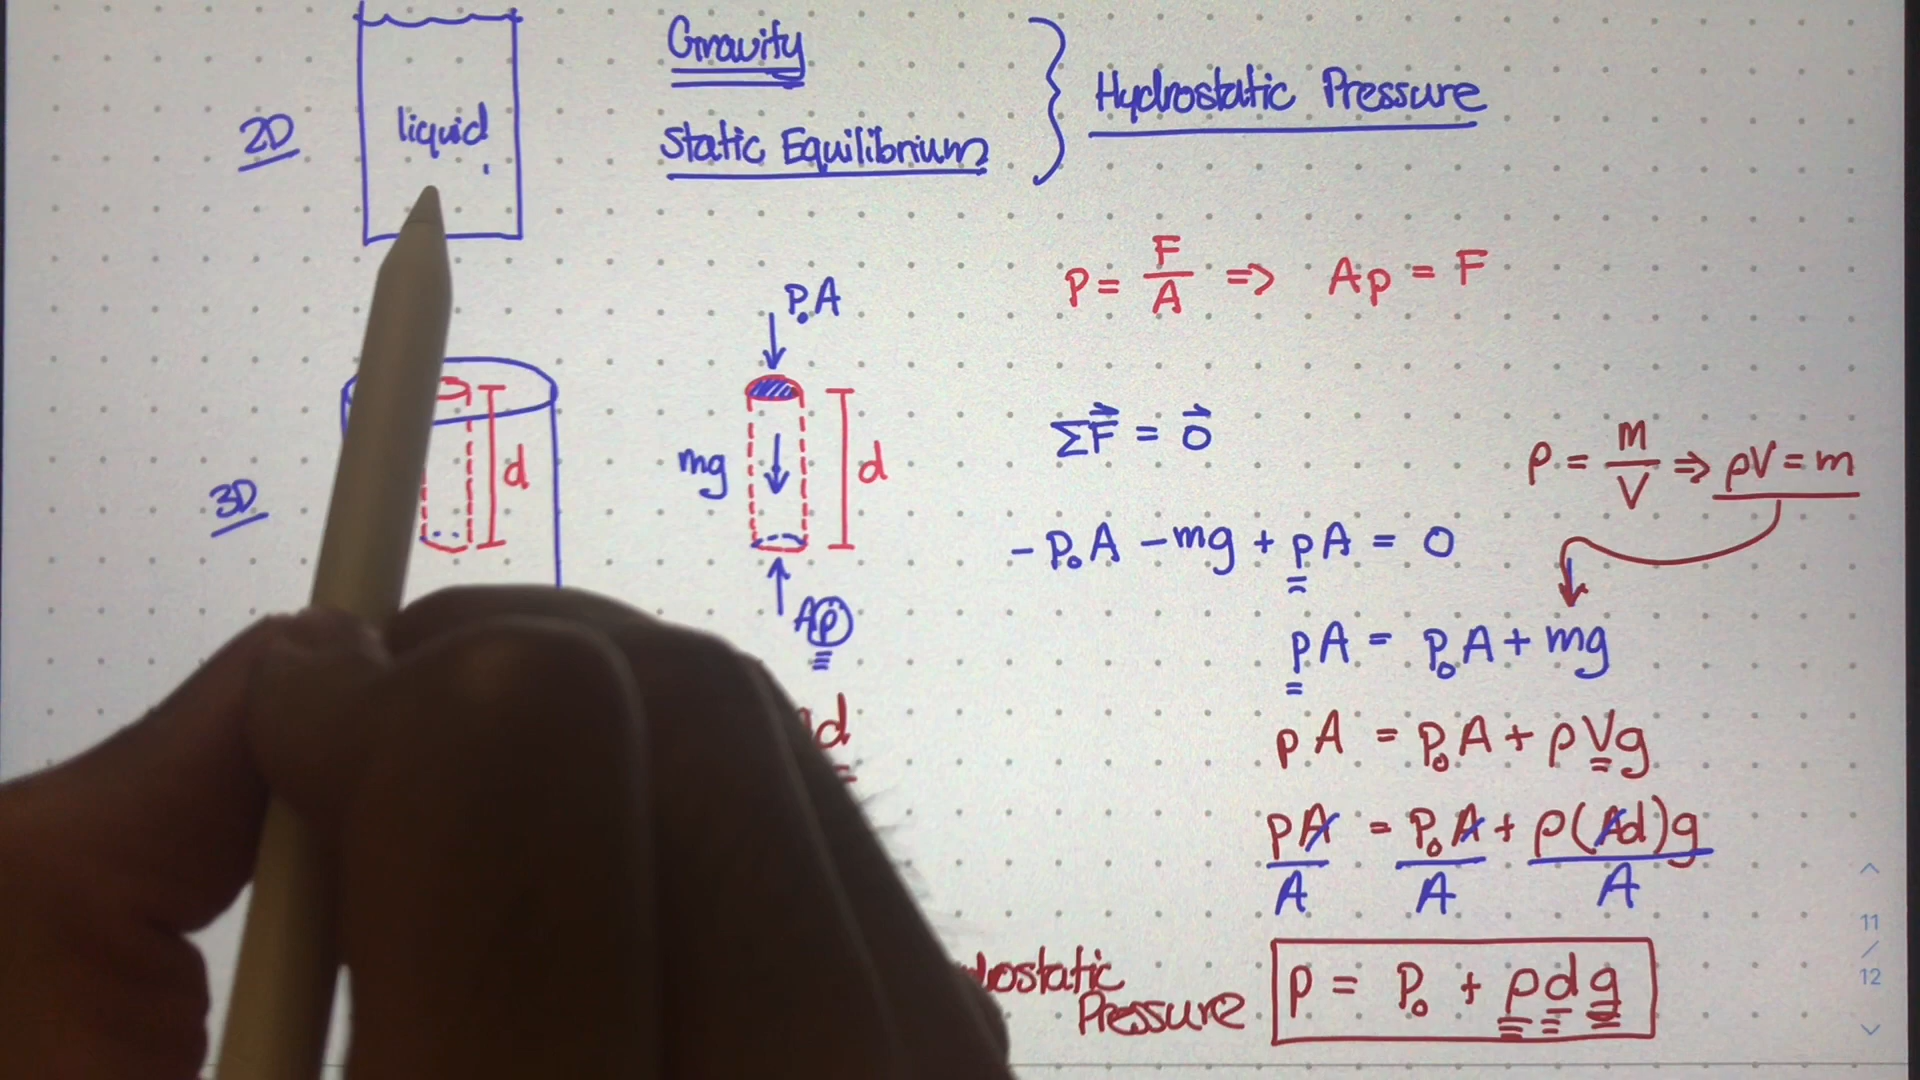 Gravity
2D
liquid
Static Equilibrium
Hydrostatic Pressure
p = F/A => Ap = F
P₀A
ΣF⃗ = 0⃗
mg
d
d
3D
ρ = m/V => ρV = m
- P₀A - mg + pA = 0
Ap
pA = P₀A + mg
d
pA = P₀A + ρVg
pA/A = P₀A/A + ρ(Ad)g/A
11
/
12
Pressure
p = P₀ + ρdg